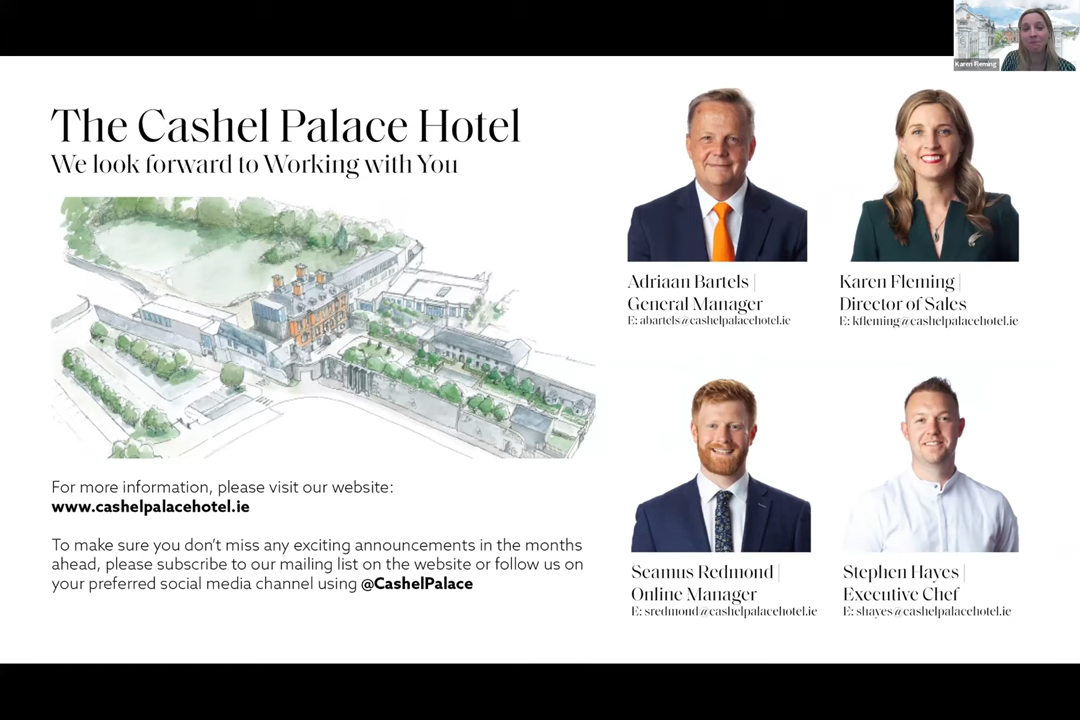 Karen Fleming
The Cashel Palace Hotel
We look forward to Working with You
For more information, please visit our website:
www.cashelpalacehotel.ie
To make sure you don’t miss any exciting announcements in the months
ahead, please subscribe to our mailing list on the website or follow us on
your preferred social media channel using @CashelPalace
Adriaan Bartels |
General Manager
E: abartels@cashelpalacehotel.ie
Karen Fleming |
Director of Sales
E: kfleming@cashelpalacehotel.ie
Seamus Redmond |
Online Manager
E: sredmond@cashelpalacehotel.ie
Stephen Hayes |
Executive Chef
E: shayes@cashelpalacehotel.ie